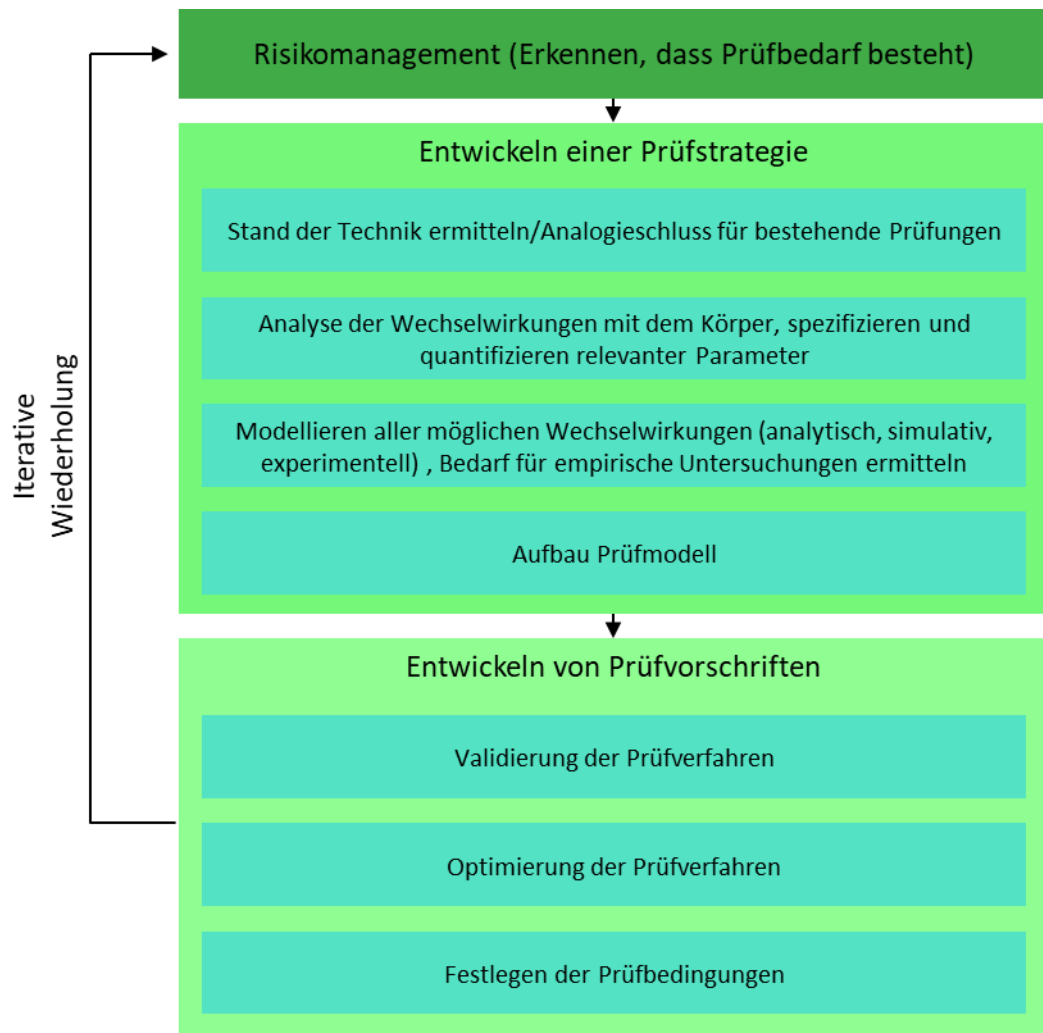 Risikomanagement (Erkennen, dass Prüfbedarf besteht)
Entwickeln einer Prüfstrategie
Stand der Technik ermitteln/Analogieschluss für bestehende Prüfungen
Analyse der Wechselwirkungen mit dem Körper, spezifizieren und
quantifizieren relevanter Parameter
Modellieren aller möglichen Wechselwirkungen (analytisch, simulativ,
experimentell) , Bedarf für empirische Untersuchungen ermitteln
Aufbau Prüfmodell
Entwickeln von Prüfvorschriften
Validierung der Prüfverfahren
Optimierung der Prüfverfahren
Festlegen der Prüfbedingungen
Iterative
Wiederholung